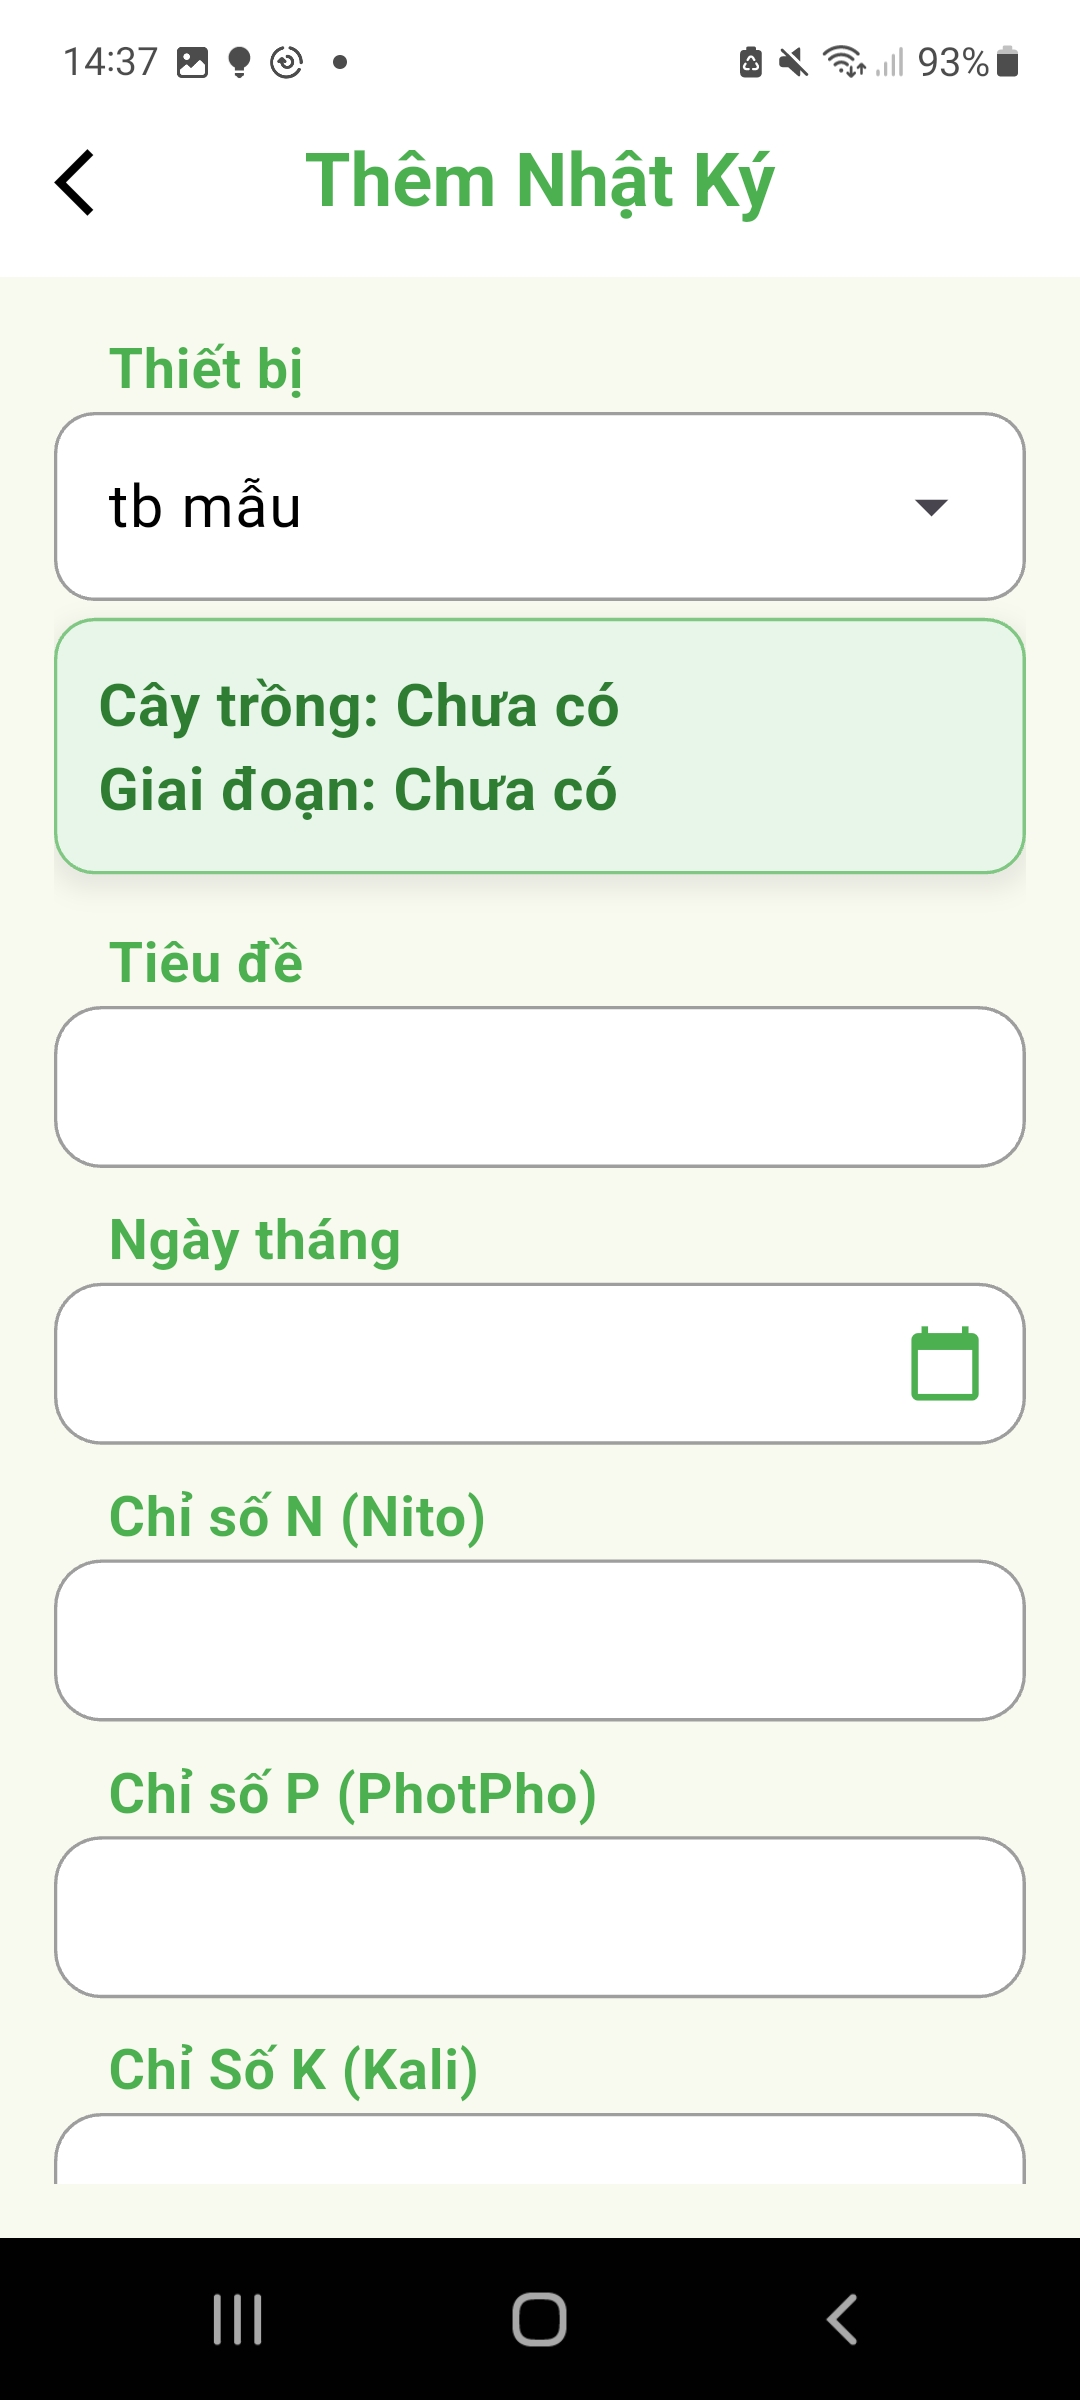 14:37
93%
Thêm Nhật Ký
Thiết bị
tb mẫu
Cây trồng: Chưa có
Giai đoạn: Chưa có
Tiêu đề
Ngày tháng
Chỉ số N (Nito)
Chỉ số P (PhotPho)
Chỉ Số K (Kali)